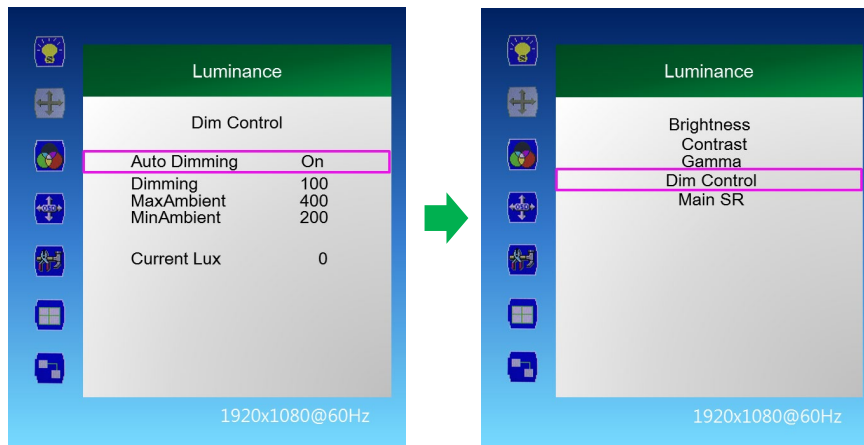 Luminance
Dim Control
Auto Dimming On
Dimming 100
MaxAmbient 400
MinAmbient 200
Current Lux 0
1920x1080@60Hz
Luminance
Brightness
Contrast
Gamma
Dim Control
Main SR
1920x1080@60Hz